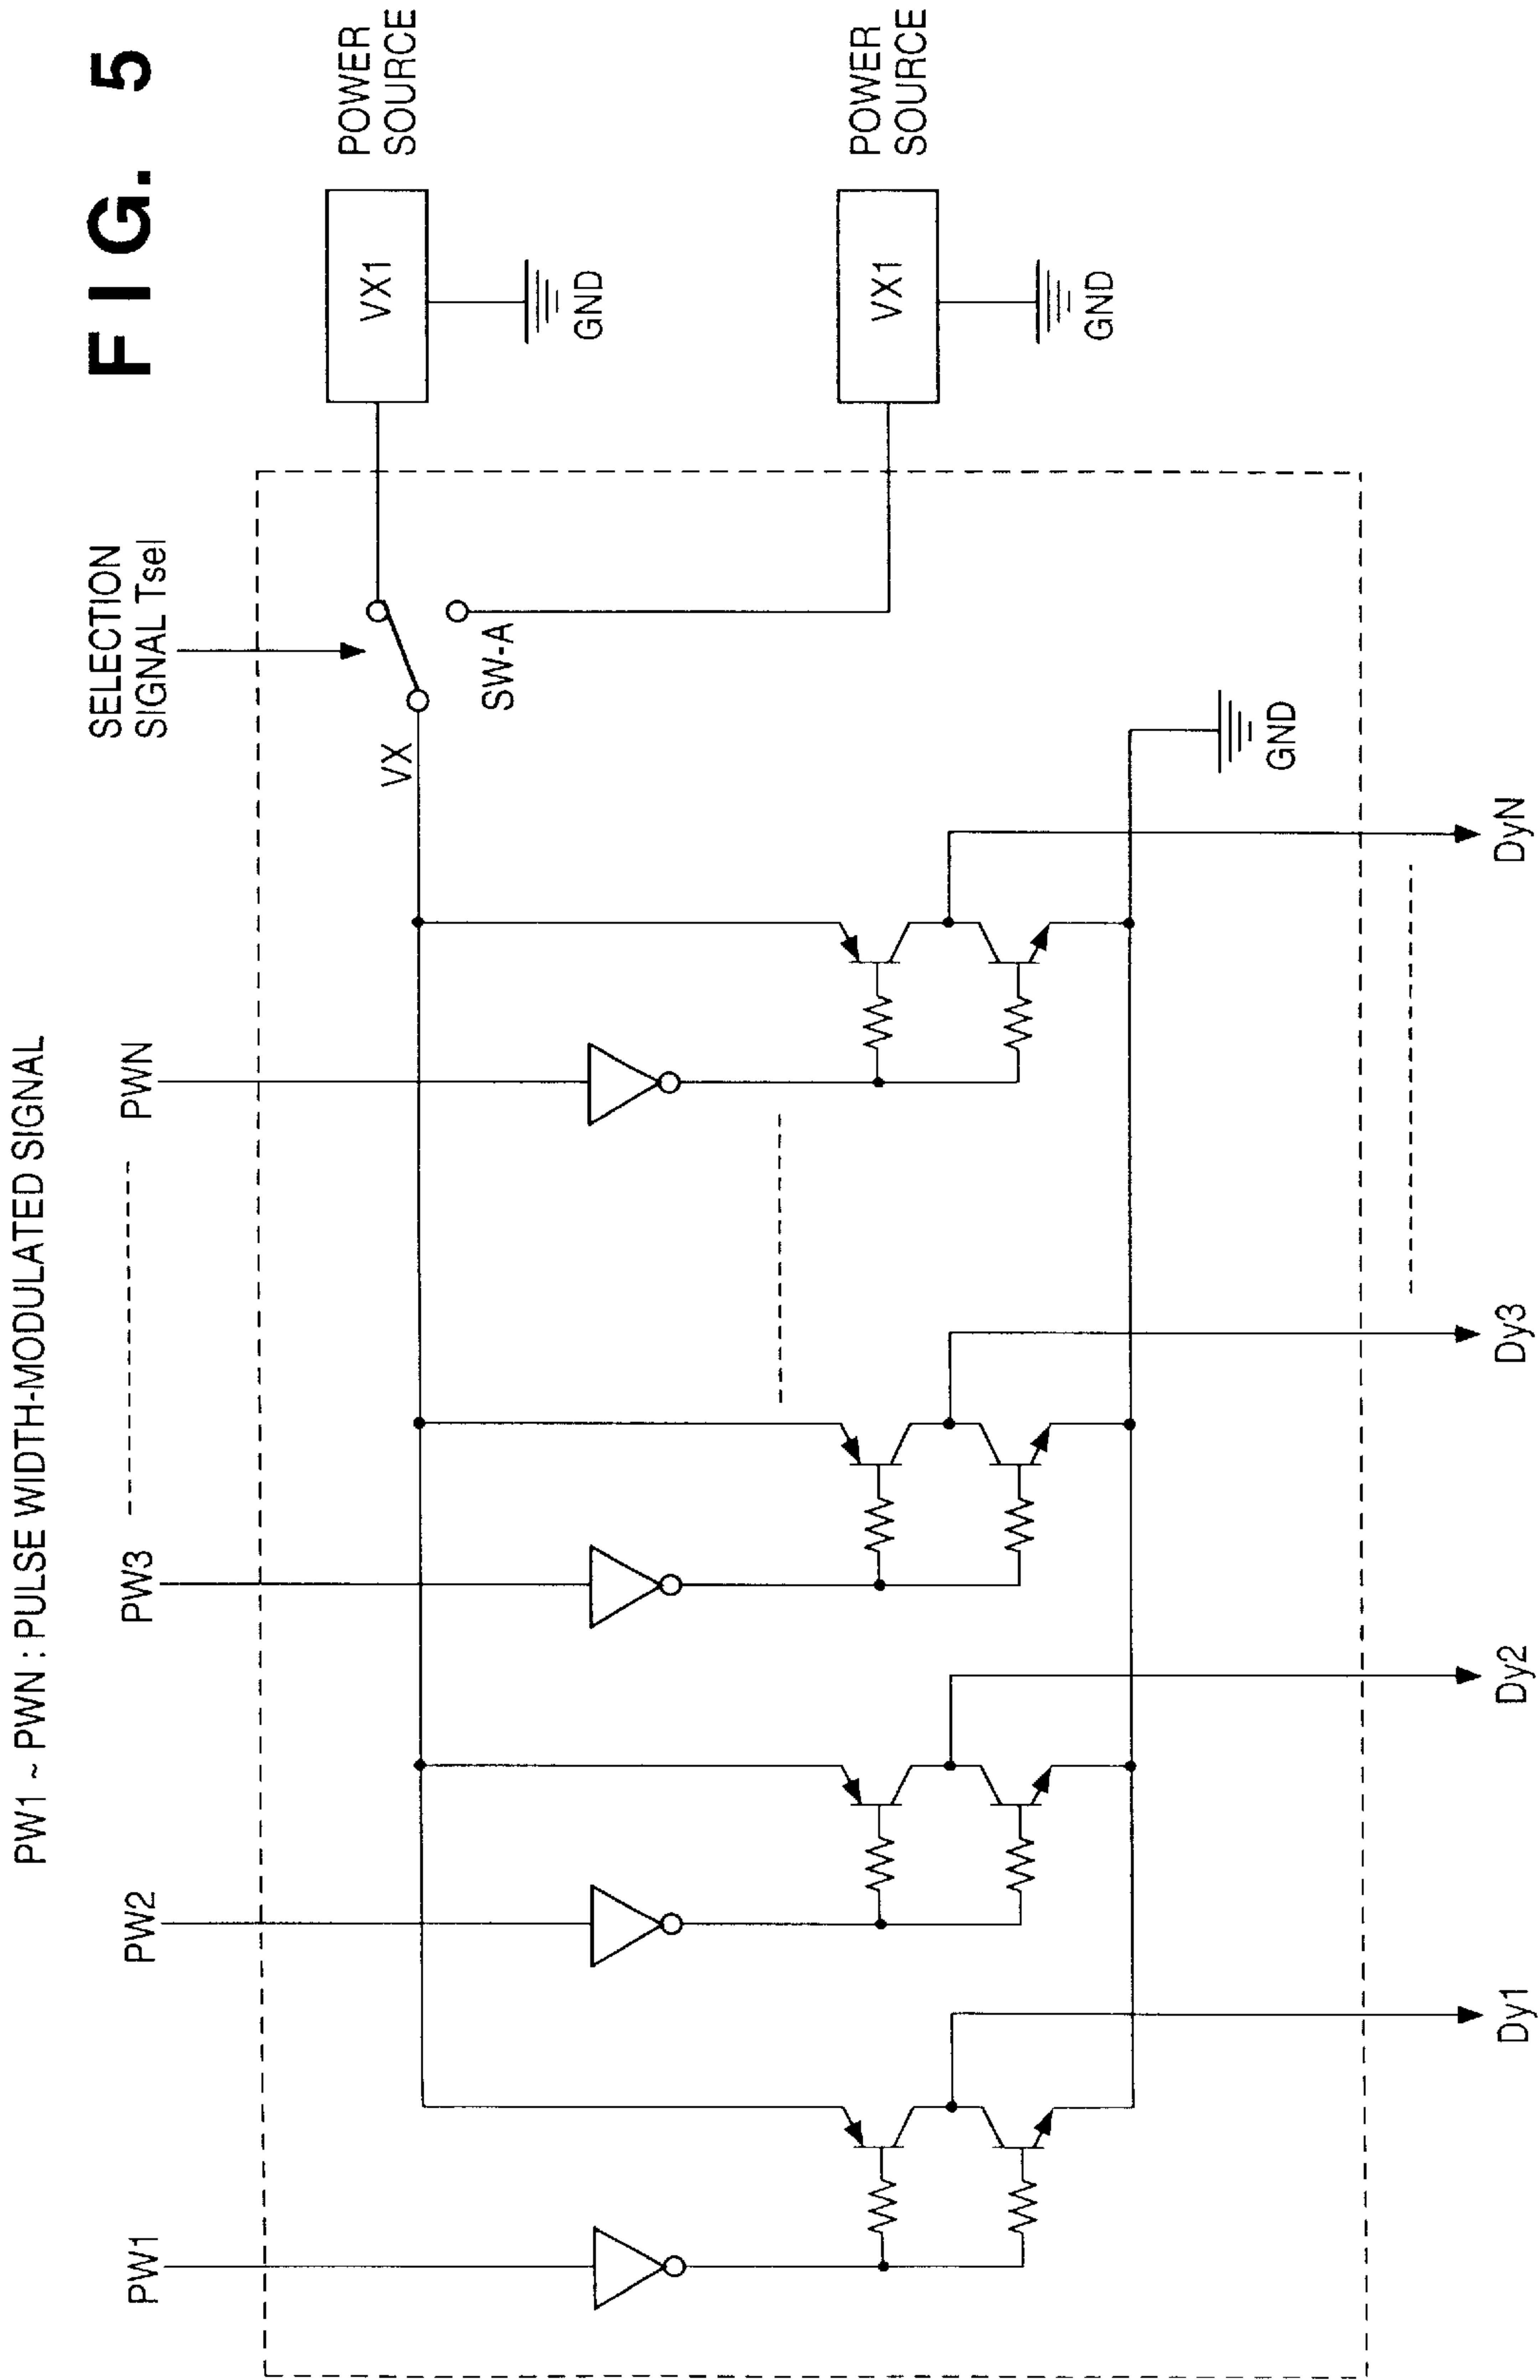 FIG. 5
PW1 ~ PWN : PULSE WIDTH-MODULATED SIGNAL
PW1
PW2
PW3
PWN
SELECTION
SIGNAL Tsel
VX
SW-A
VX1
POWER
SOURCE
GND
VX1
POWER
SOURCE
GND
GND
Dy1
Dy2
Dy3
DyN